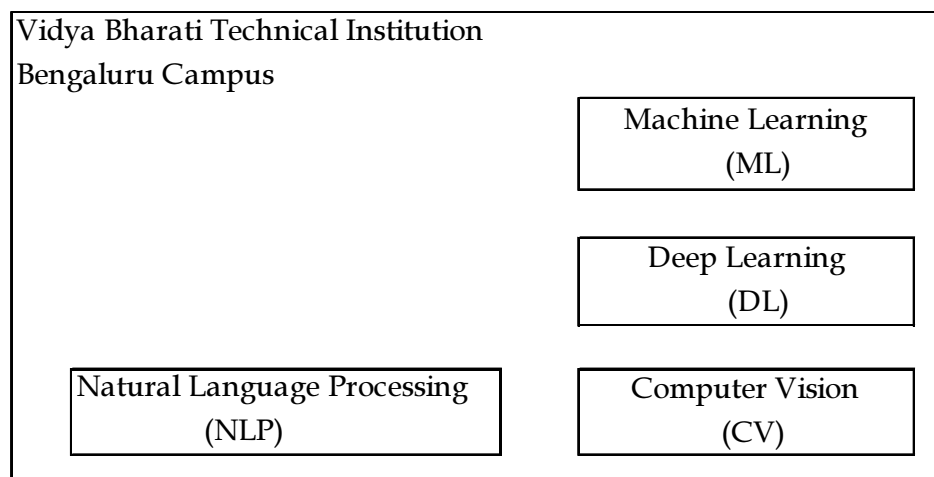 Vidya Bharati Technical Institution
Bengaluru Campus
Machine Learning
(ML)
Deep Learning
(DL)
Natural Language Processing
(NLP)
Computer Vision
(CV)